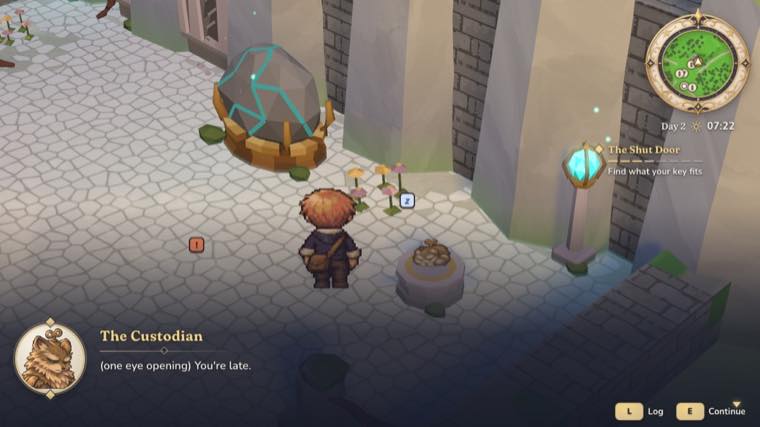 Day 2 07:22
The Shut Door
Find what your key fits
z
!
The Custodian
(one eye opening) You're late.
L Log E Continue